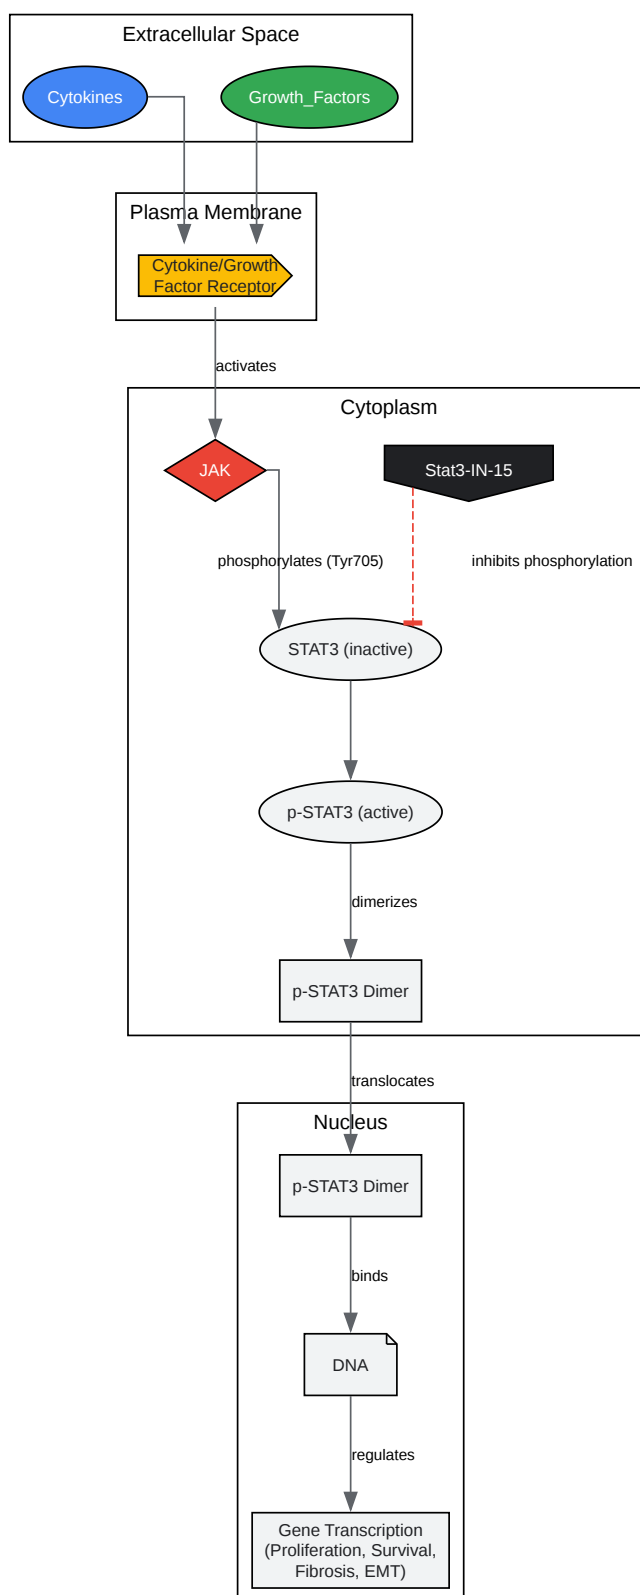 Extracellular Space
Cytokines
Growth_Factors
Plasma Membrane
Cytokine/Growth
Factor Receptor
activates
Cytoplasm
JAK
Stat3-IN-15
phosphorylates (Tyr705)
inhibits phosphorylation
STAT3 (inactive)
p-STAT3 (active)
dimerizes
p-STAT3 Dimer
translocates
Nucleus
p-STAT3 Dimer
binds
DNA
regulates
Gene Transcription
(Proliferation, Survival,
Fibrosis, EMT)